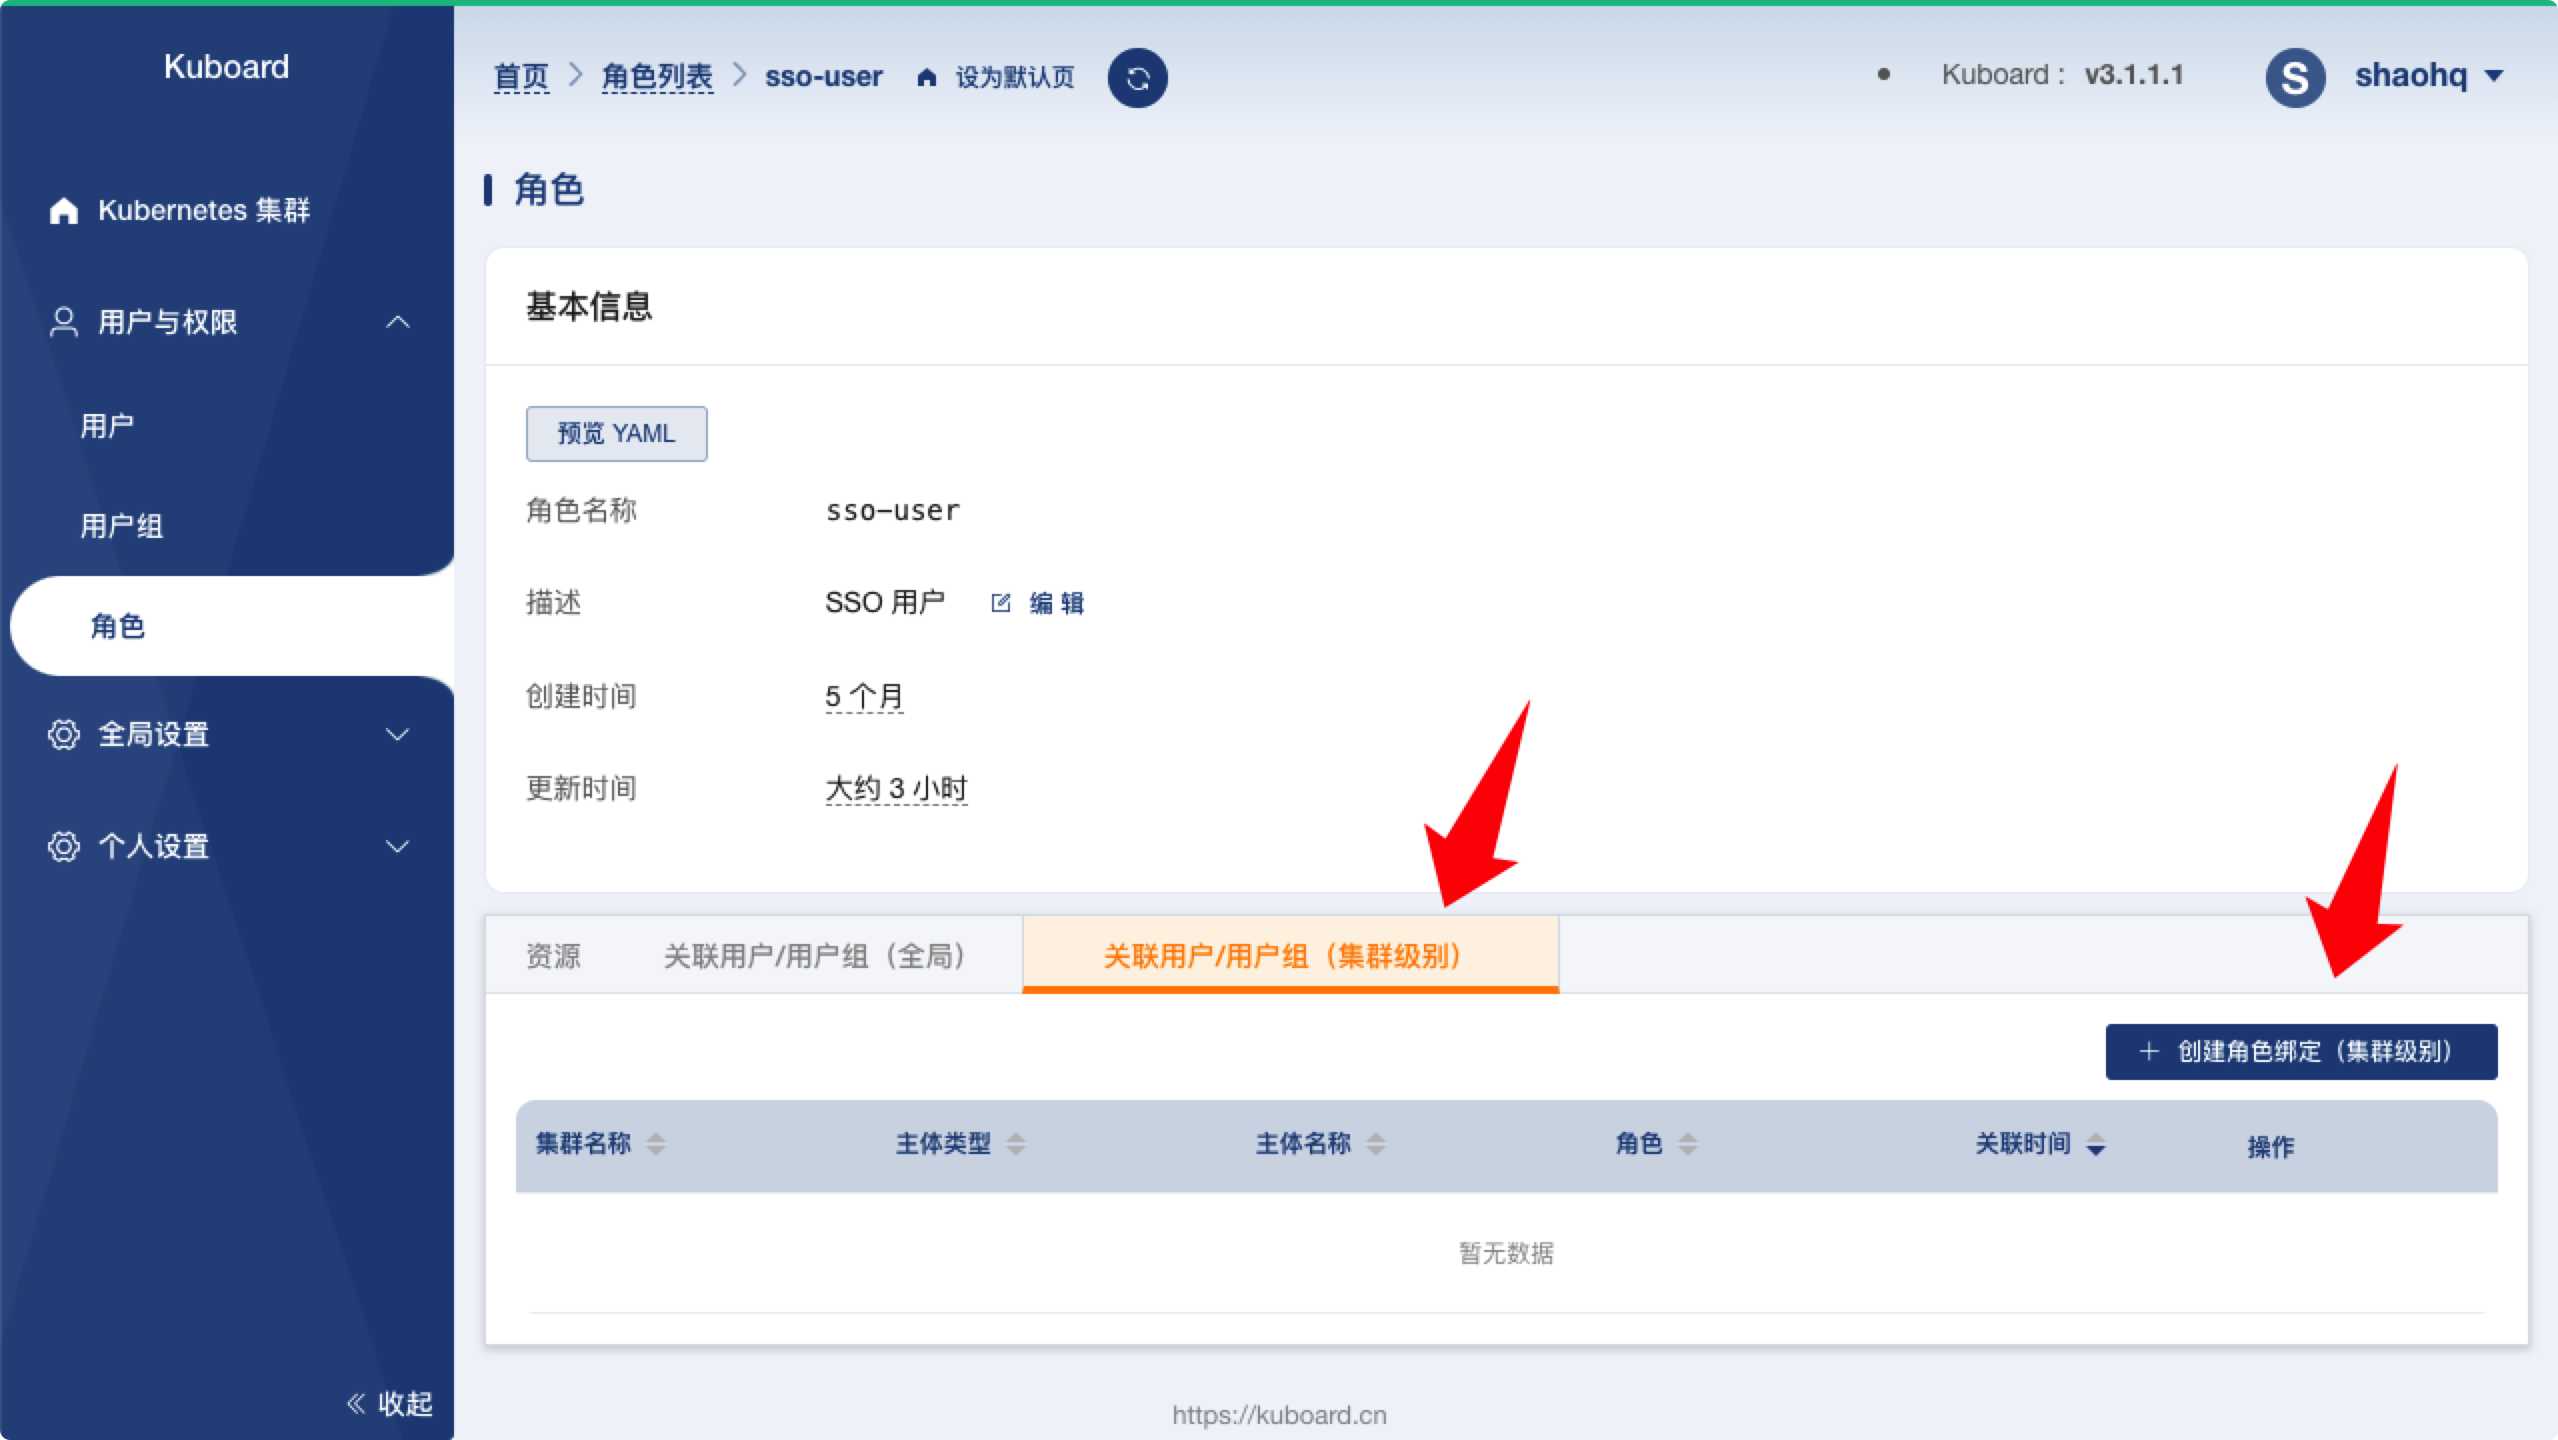 Kuboard
首页 > 角色列表 > sso-user 设为默认页
Kuboard： v3.1.1.1
S shaohq
Kubernetes 集群
用户与权限
用户
用户组
角色
全局设置
个人设置
« 收起
角色
基本信息
预览 YAML
角色名称 sso-user
描述 SSO 用户 编 辑
创建时间 5 个月
更新时间 大约 3 小时
资源 关联用户/用户组（全局） 关联用户/用户组（集群级别）
+ 创建角色绑定（集群级别）
集群名称 主体类型 主体名称 角色 关联时间 操作
暂无数据
https://kuboard.cn